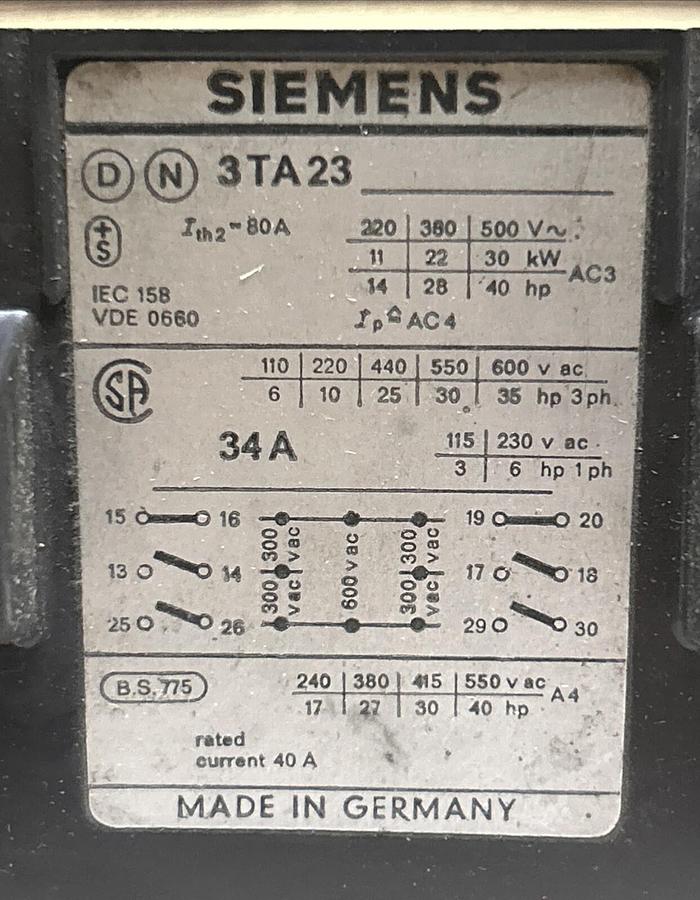 SIEMENS
D N 3TA23
+S
Ith2=80A
220 380 500 V~
11 22 30 kW
14 28 40 hp AC3
IEC 158
VDE 0660
Ip≙AC4
SA
110 220 440 550 600 v ac
6 10 25 30 35 hp 3ph
34A
115 230 v ac
3 6 hp 1ph
15 16 19 20
300 vac 300 vac 600vac 300 vac 300 vac
13 14 17 18
25 26 29 30
B.S. 775
240 380 415 550 v ac
17 27 30 40 hp A4
rated
current 40 A
MADE IN GERMANY